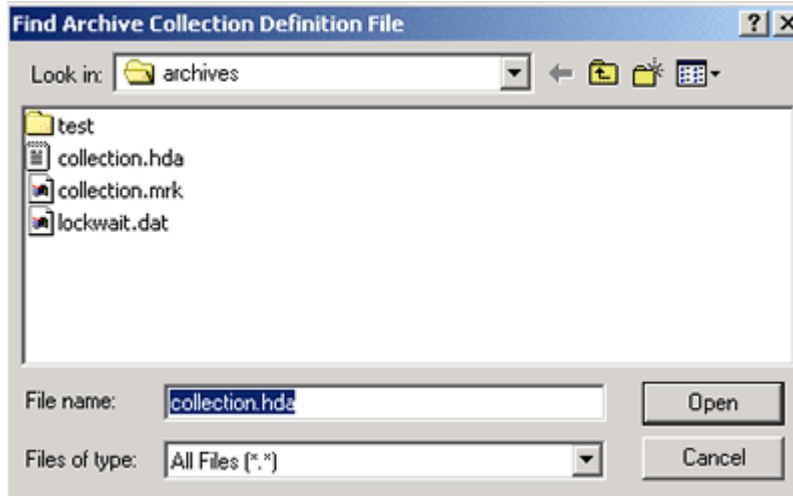 Find Archive Collection Definition File
Look in: archives
test
collection.hda
collection.mrk
lockwait.dat
File name: collection.hda Open
Files of type: All Files (*.*) Cancel